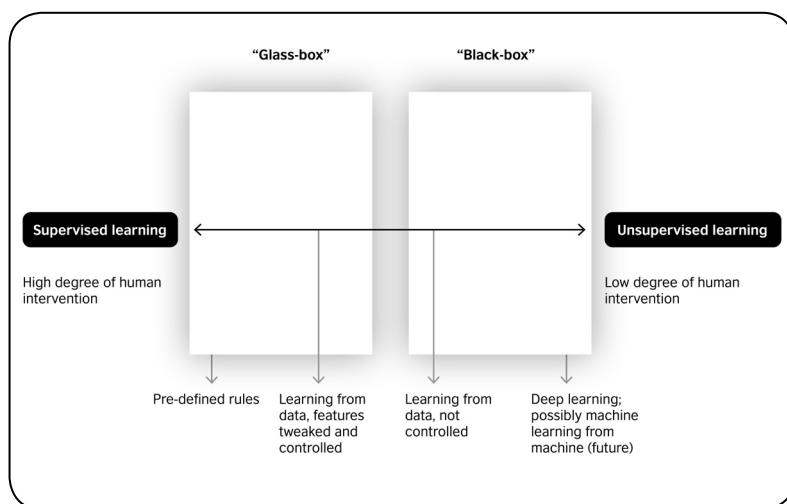 “Glass-box”
“Black-box”
Supervised learning
Unsupervised learning
High degree of human
intervention
Low degree of human
intervention
Pre-defined rules
Learning from
data, features
tweaked and
controlled
Learning from
data, not
controlled
Deep learning;
possibly machine
learning from
machine (future)